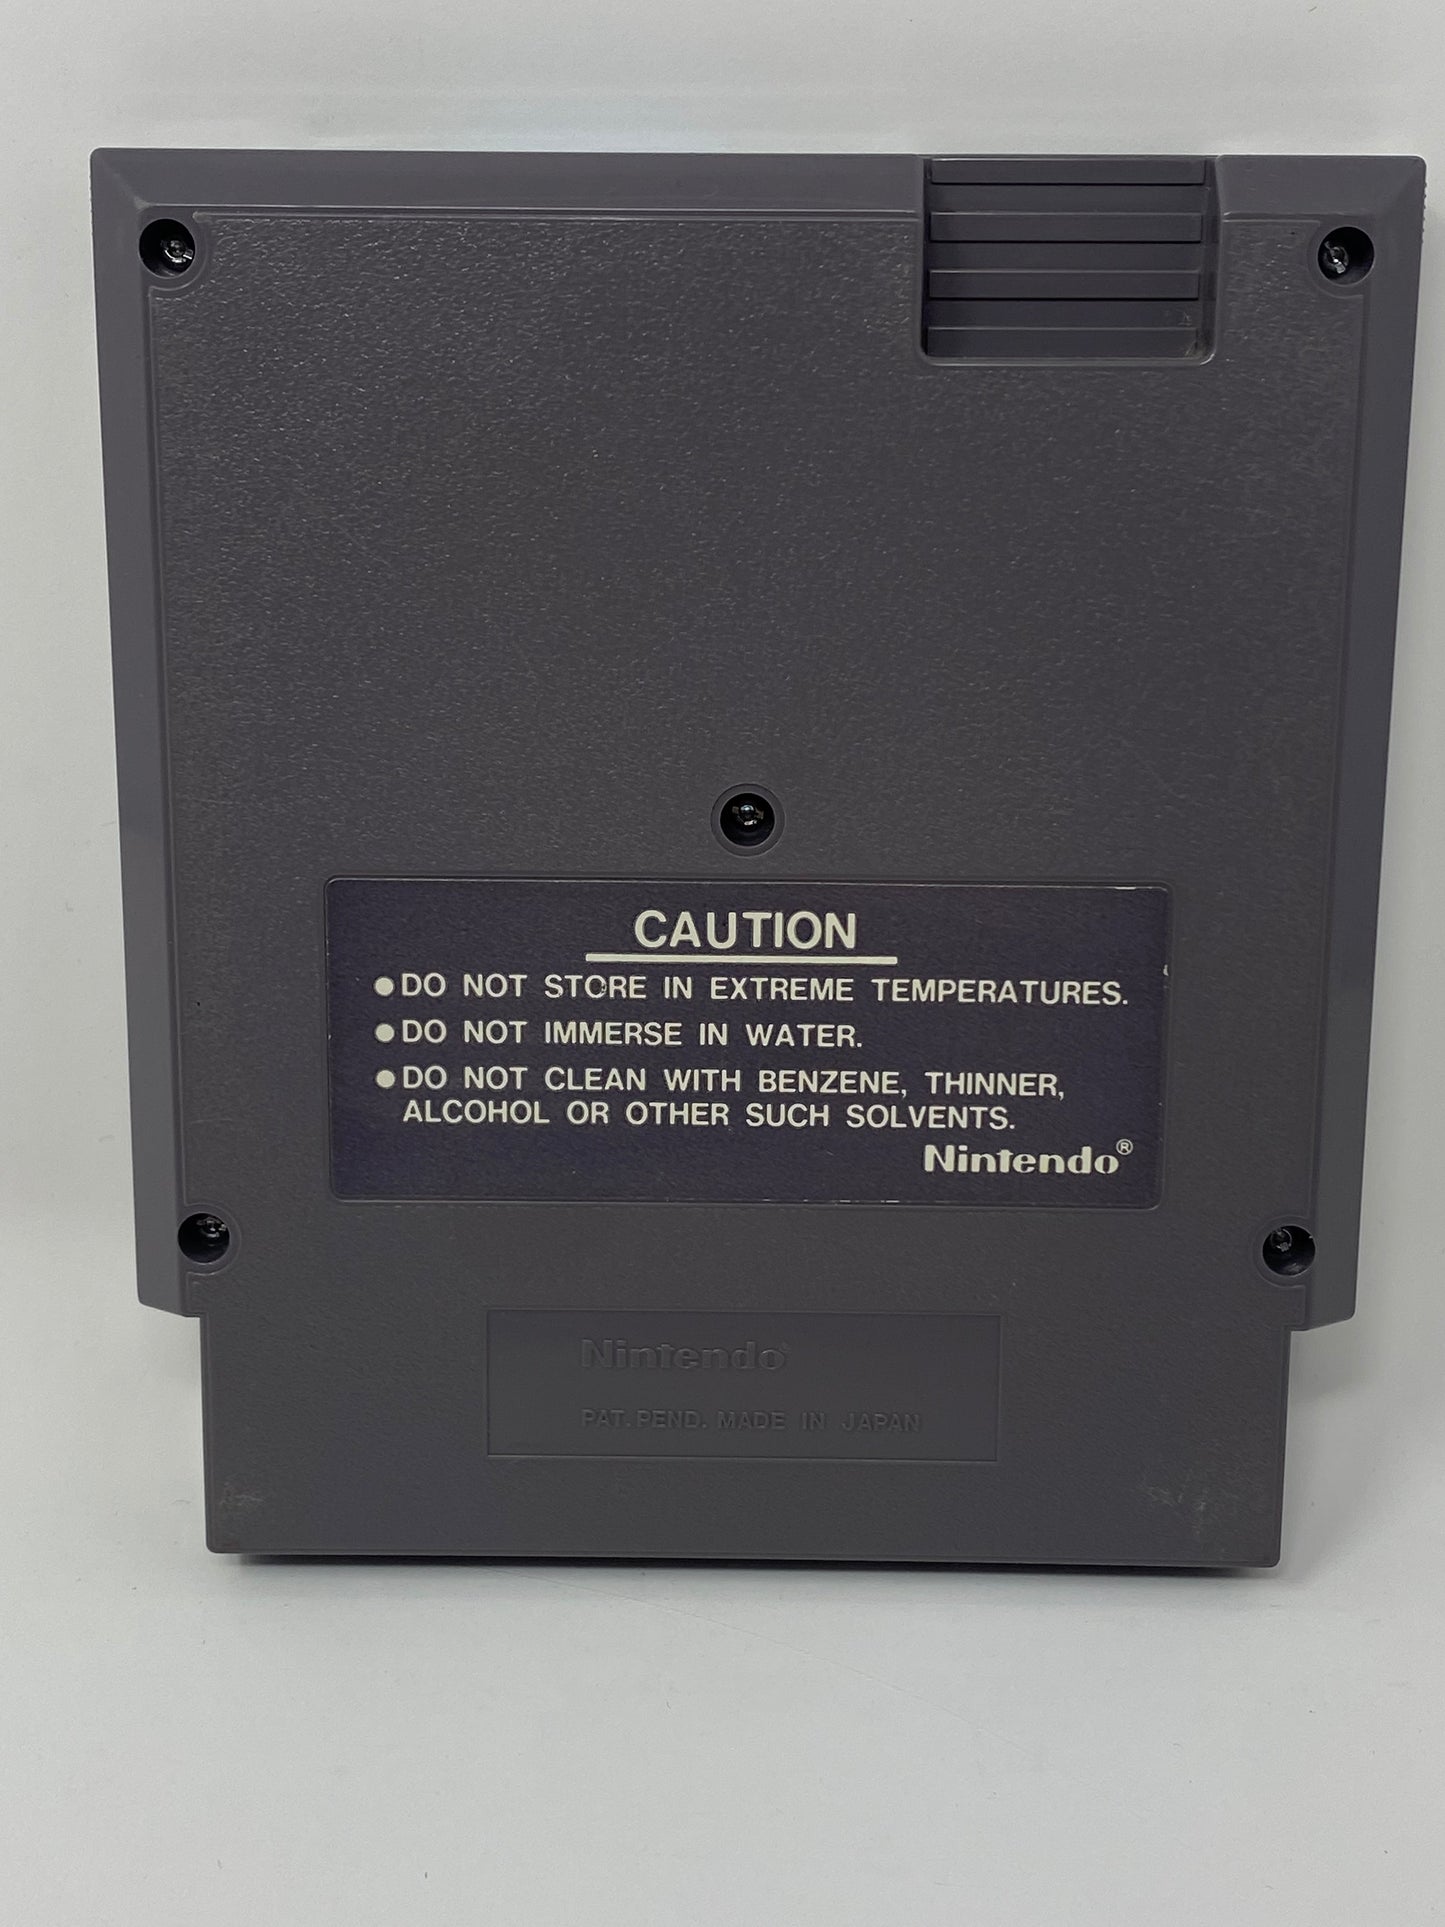 CAUTION
●DO NOT STORE IN EXTREME TEMPERATURES.
●DO NOT IMMERSE IN WATER.
●DO NOT CLEAN WITH BENZENE, THINNER,
ALCOHOL OR OTHER SUCH SOLVENTS.
Nintendo®
Nintendo®
PAT. PEND. MADE IN JAPAN